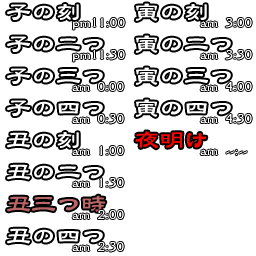 子の刻
pm11:00
子の二つ
pm11:30
子の三つ
am 0:00
子の四つ
am 0:30
丑の刻
am 1:00
丑の二つ
am 1:30
丑三つ時
am 2:00
丑の四つ
am 2:30
寅の刻
am 3:00
寅の二つ
am 3:30
寅の三つ
am 4:00
寅の四つ
am 4:30
夜明け
am --:--